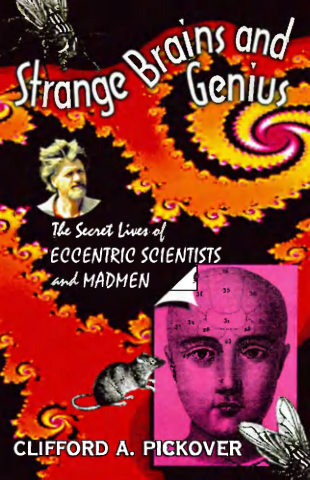 Strange Brains and
Genius
The Secret Lives of
ECCENTRIC SCIENTISTS
and MADMEN
CLIFFORD A. PICKOVER